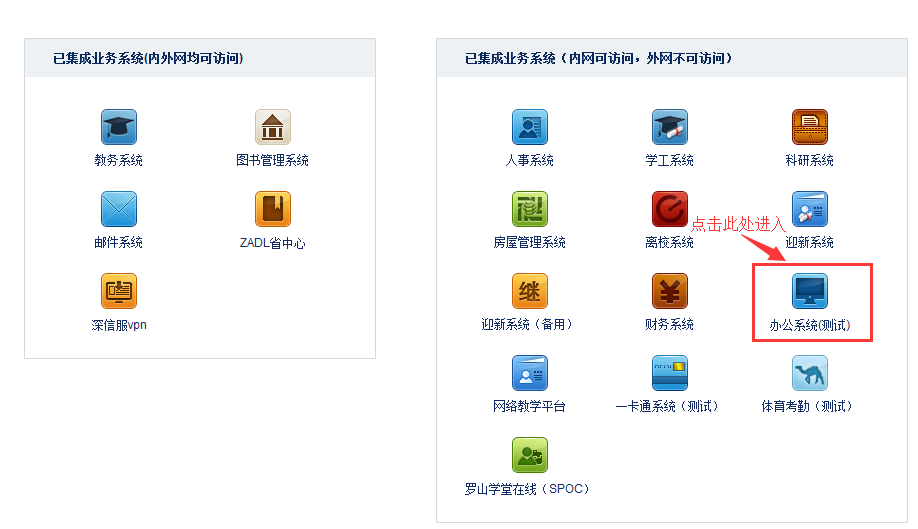 已集成业务系统(内外网均可访问)
教务系统
图书管理系统
邮件系统
ZADL省中心
深信服vpn
已集成业务系统（内网可访问，外网不可访问）
人事系统
学工系统
科研系统
点击此处进入
房屋管理系统
离校系统
迎新系统
继
迎新系统（备用）
财务系统
办公系统(测试)
网络教学平台
一卡通系统（测试）
体育考勤（测试）
罗山学堂在线（SPOC）